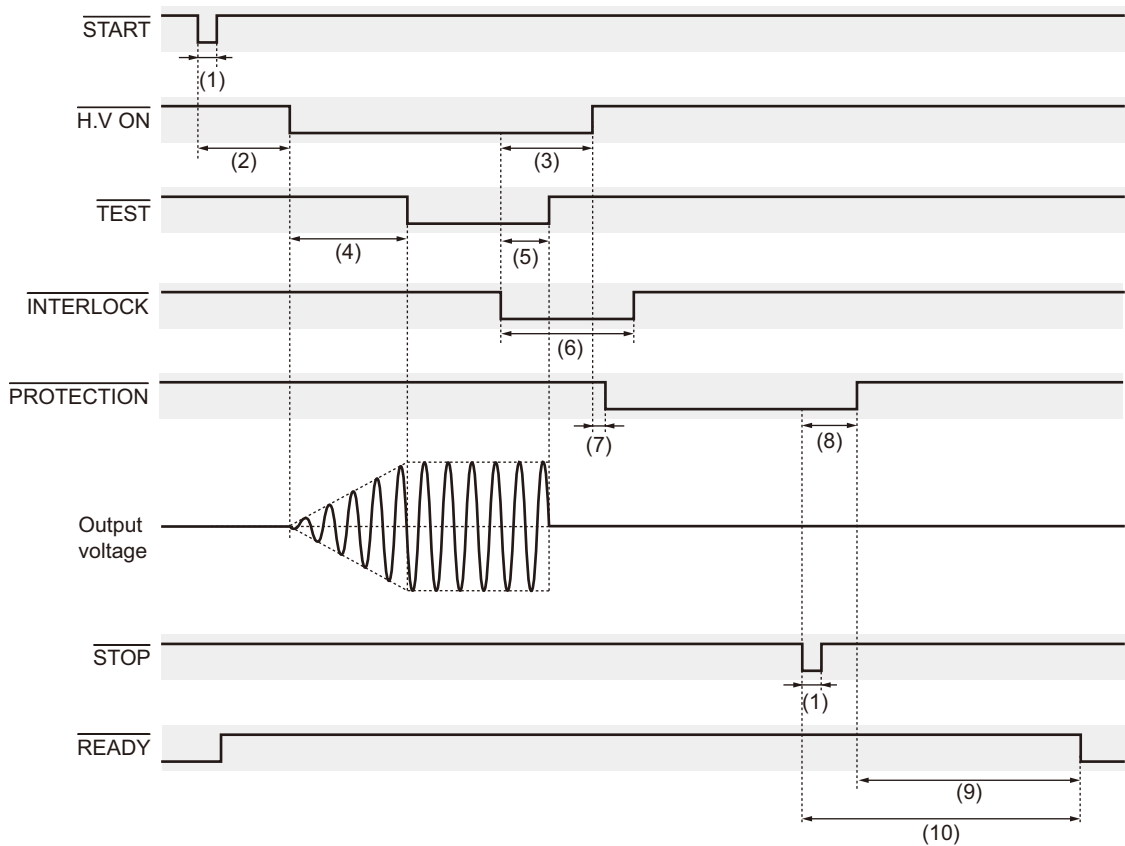 START
(1)
H.V ON
(2)
(3)
TEST
(4)
(5)
INTERLOCK
(6)
PROTECTION
(7)
(8)
Output
voltage
STOP
(1)
READY
(9)
(10)